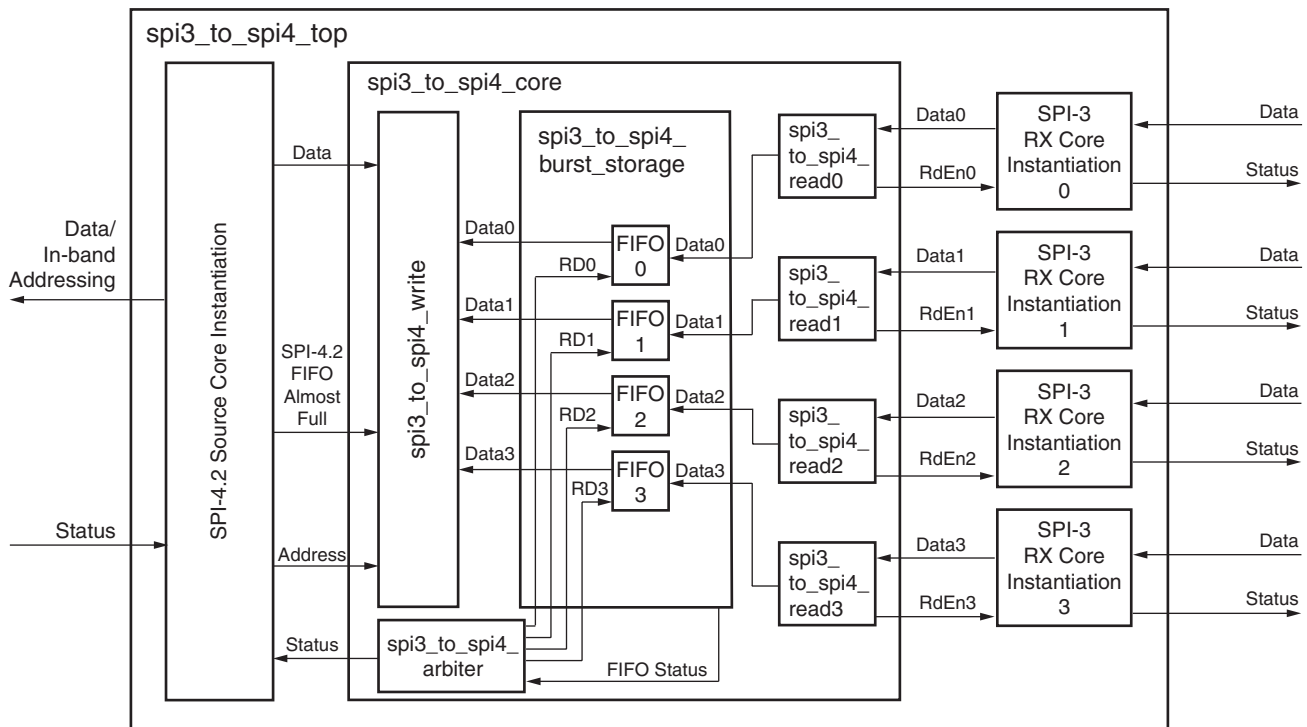 spi3_to_spi4_top
spi3_to_spi4_core
SPI-4.2 Source Core Instantiation
Data/
In-band
Addressing
Status
Data
SPI-4.2
FIFO
Almost
Full
Address
Status
spi3_to_spi4_write
spi3_to_spi4_
arbiter
spi3_to_spi4_
burst_storage
Data0
FIFO
0
Data0
RD0
Data1
FIFO
1
Data1
RD1
Data2
FIFO
2
Data2
RD2
Data3
FIFO
3
Data3
RD3
FIFO Status
spi3_
to_spi4_
read0
Data0
RdEn0
SPI-3
RX Core
Instantiation
0
Data
Status
spi3_
to_spi4_
read1
Data1
RdEn1
SPI-3
RX Core
Instantiation
1
Data
Status
spi3_
to_spi4_
read2
Data2
RdEn2
SPI-3
RX Core
Instantiation
2
Data
Status
spi3_
to_spi4_
read3
Data3
RdEn3
SPI-3
RX Core
Instantiation
3
Data
Status